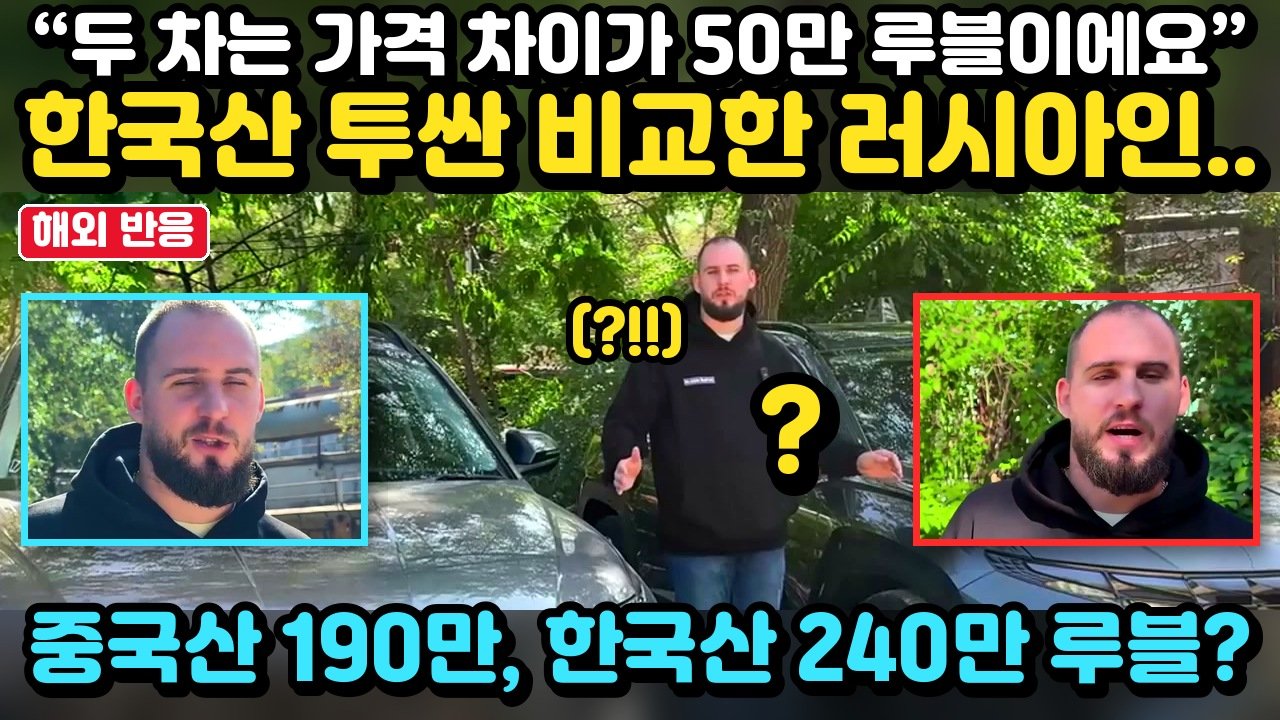 “두 차는 가격 차이가 50만 루블이에요”
한국산 투싼 비교한 러시아인..
해외 반응
(?!!)
?
중국산 190만, 한국산 240만 루블?